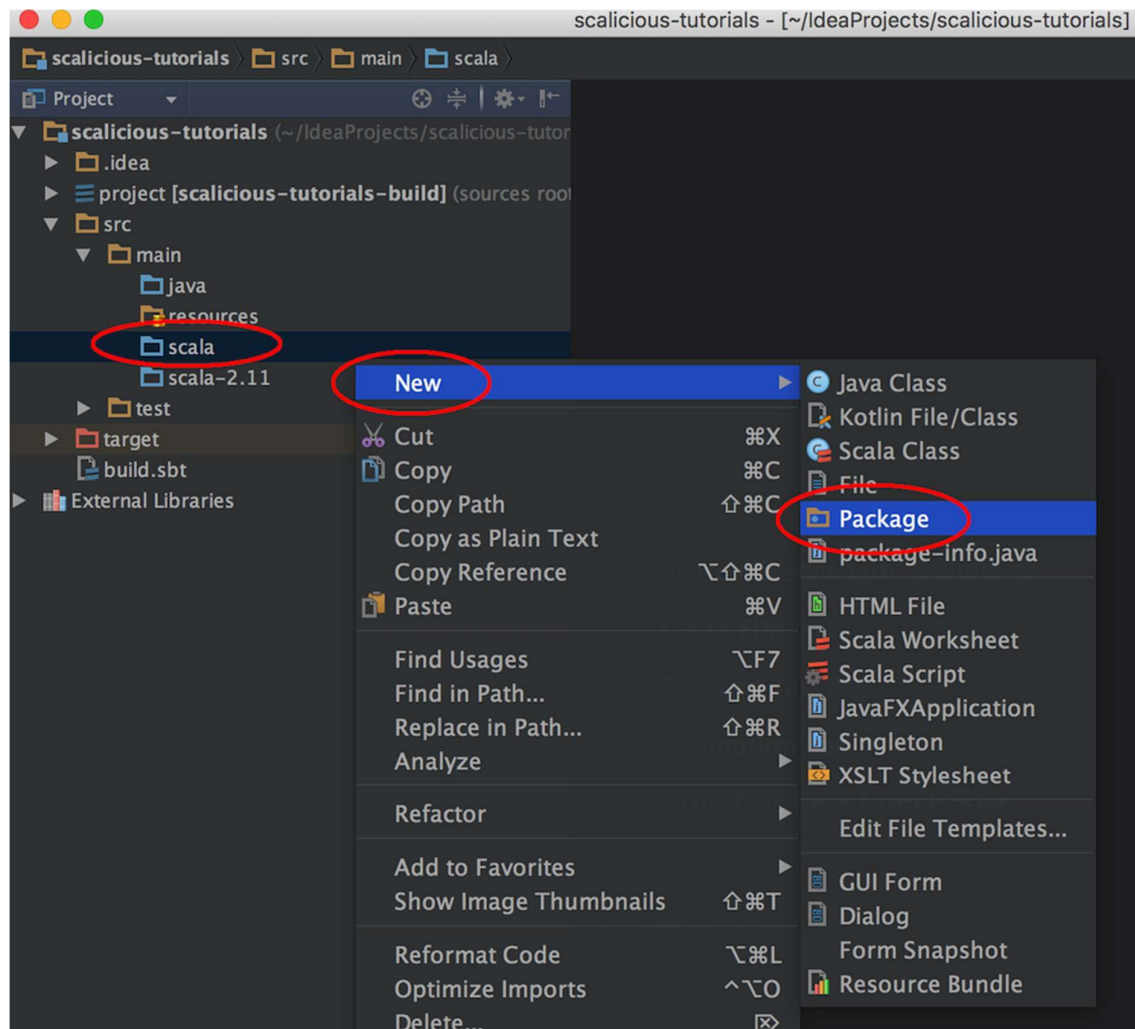 scalicious-tutorials - [~/IdeaProjects/scalicious-tutorials]
scalicious-tutorials src main scala
Project
scalicious-tutorials (~/IdeaProjects/scalicious-tutor
.idea
project [scalicious-tutorials-build] (sources root
src
main
java
resources
scala
scala-2.11
test
target
build.sbt
External Libraries
New
Cut ⌘X
Copy ⌘C
Copy Path ⇧⌘C
Copy as Plain Text
Copy Reference ⌥⇧⌘C
Paste ⌘V
Find Usages ⌥F7
Find in Path... ⇧⌘F
Replace in Path... ⇧⌘R
Analyze
Refactor
Add to Favorites
Show Image Thumbnails ⇧⌘T
Reformat Code ⌥⌘L
Optimize Imports ^⌥O
Delete... ⌦
Java Class
Kotlin File/Class
Scala Class
File
Package
package-info.java
HTML File
Scala Worksheet
Scala Script
JavaFXApplication
Singleton
XSLT Stylesheet
Edit File Templates...
GUI Form
Dialog
Form Snapshot
Resource Bundle